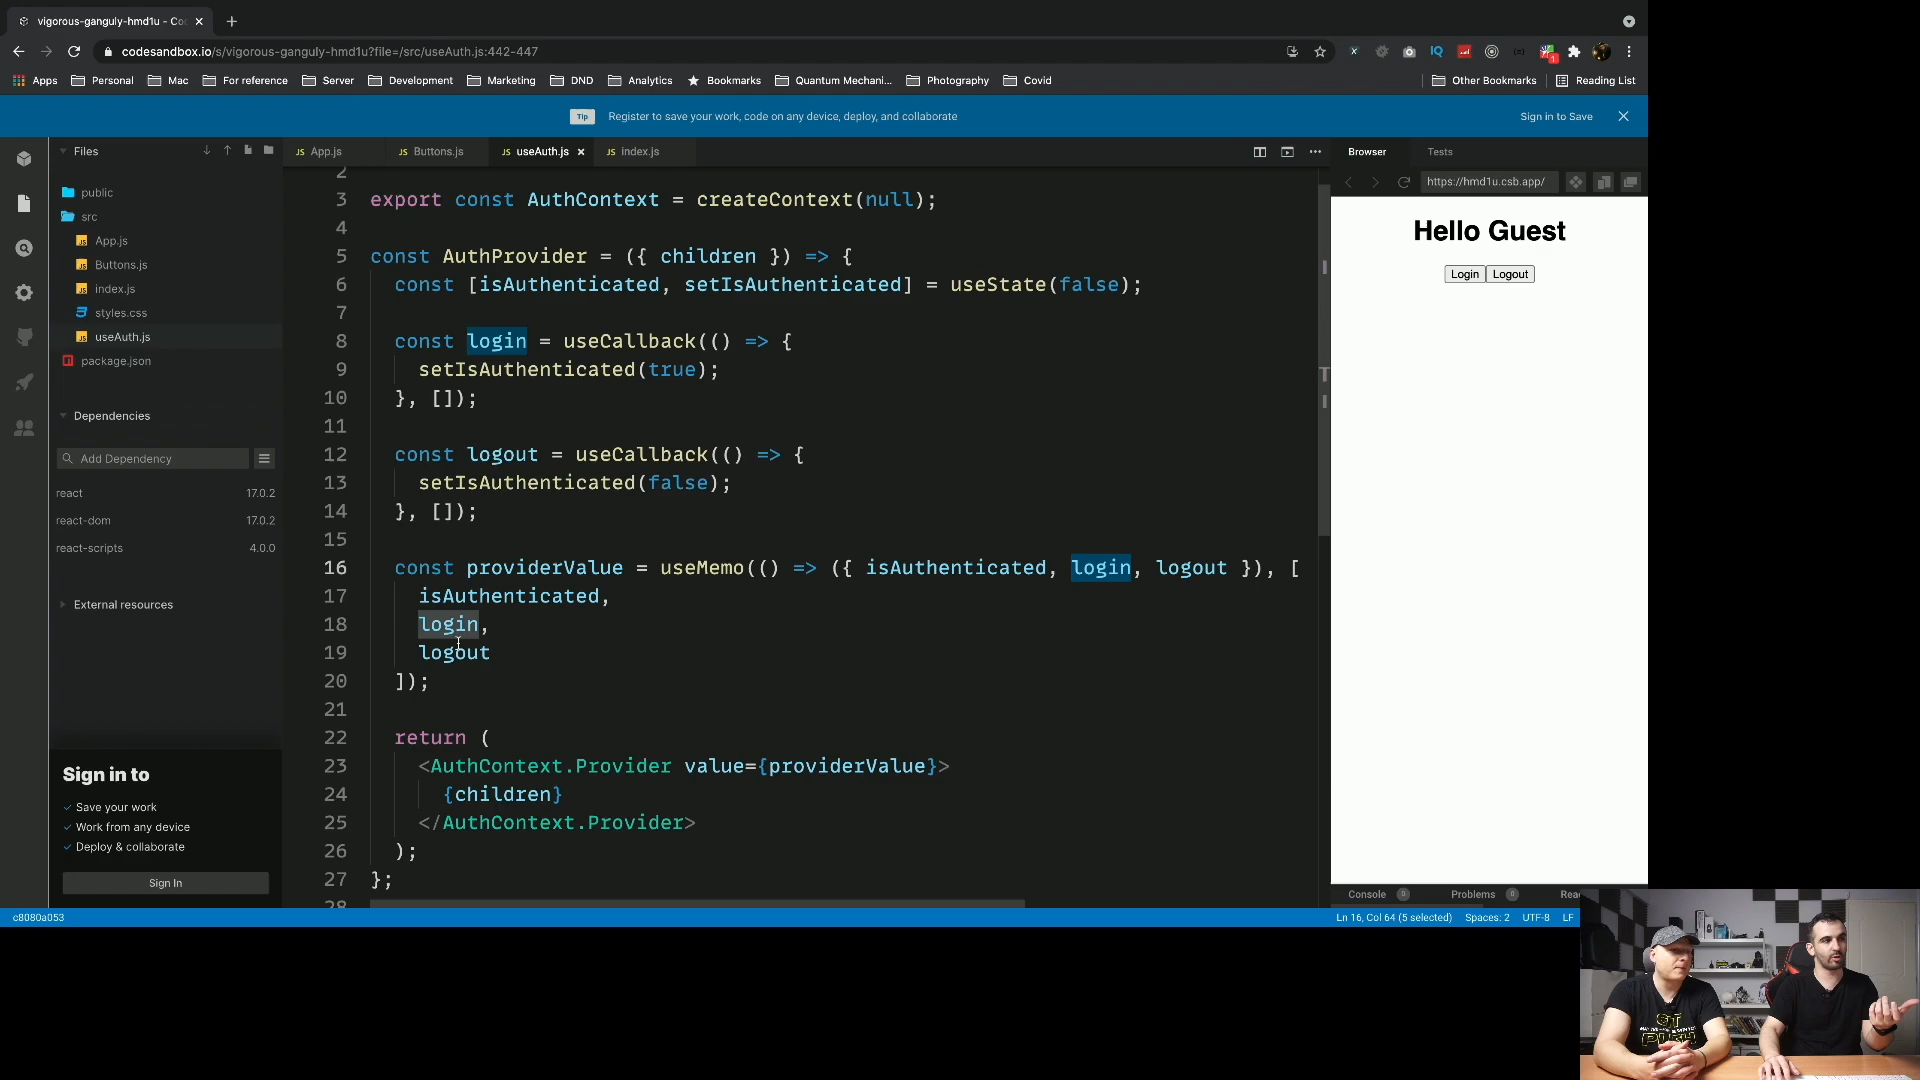 vigorous-ganguly-hmd1u - Co
codesandbox.io/s/vigorous-ganguly-hmd1u?file=/src/useAuth.js:442-447
Apps
Personal
Mac
For reference
Server
Development
Marketing
DND
Analytics
Bookmarks
Quantum Mechani...
Photography
Covid
Other Bookmarks
Reading List
Tip
Register to save your work, code on any device, deploy, and collaborate
Sign in to Save
Files
public
src
App.js
Buttons.js
index.js
styles.css
useAuth.js
package.json
Dependencies
Add Dependency
react 17.0.2
react-dom 17.0.2
react-scripts 4.0.0
External resources
Sign in to
Save your work
Work from any device
Deploy & collaborate
Sign In
JS App.js
JS Buttons.js
JS useAuth.js
JS index.js
2
3 export const AuthContext = createContext(null);
4
5 const AuthProvider = ({ children }) => {
6 const [isAuthenticated, setIsAuthenticated] = useState(false);
7
8 const login = useCallback(() => {
9 setIsAuthenticated(true);
10 }, []);
11
12 const logout = useCallback(() => {
13 setIsAuthenticated(false);
14 }, []);
15
16 const providerValue = useMemo(() => ({ isAuthenticated, login, logout }), [
17 isAuthenticated,
18 login,
19 logout
20 ]);
21
22 return (
23 <AuthContext.Provider value={providerValue}>
24 {children}
25 </AuthContext.Provider>
26 );
27 };
28
Browser
Tests
https://hmd1u.csb.app/
Hello Guest
Login
Logout
Console 0
Problems 0
Rea
c8080a053
Ln 16, Col 64 (5 selected)
Spaces: 2
UTF-8
LF